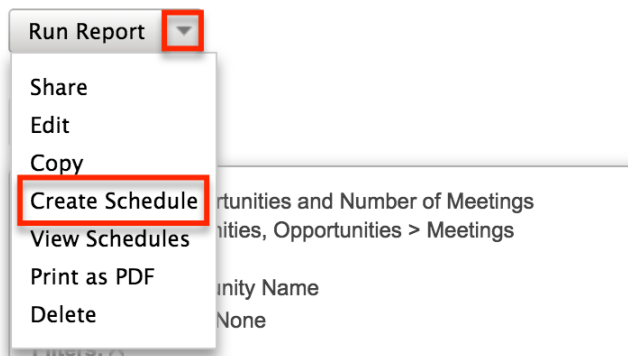 Run Report
Share
Edit
Copy
Create Schedule
rtunities and Number of Meetings
View Schedules
nities, Opportunities > Meetings
Print as PDF
unity Name
Delete
None